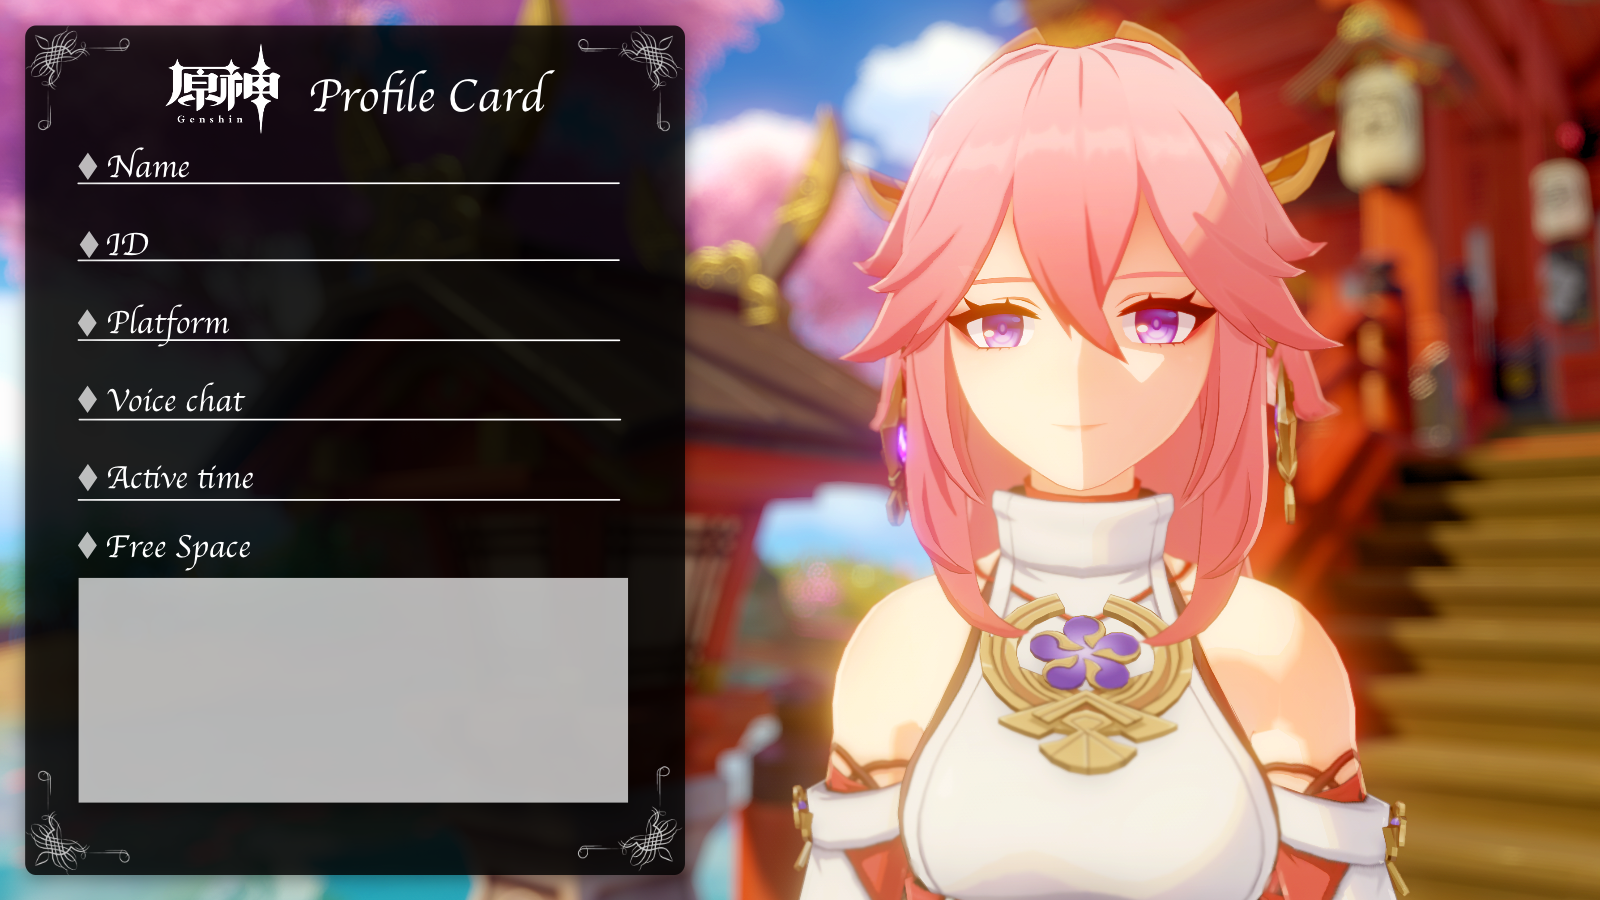 原神
Genshin
Profile Card
Name
ID
Platform
Voice chat
Active time
Free Space